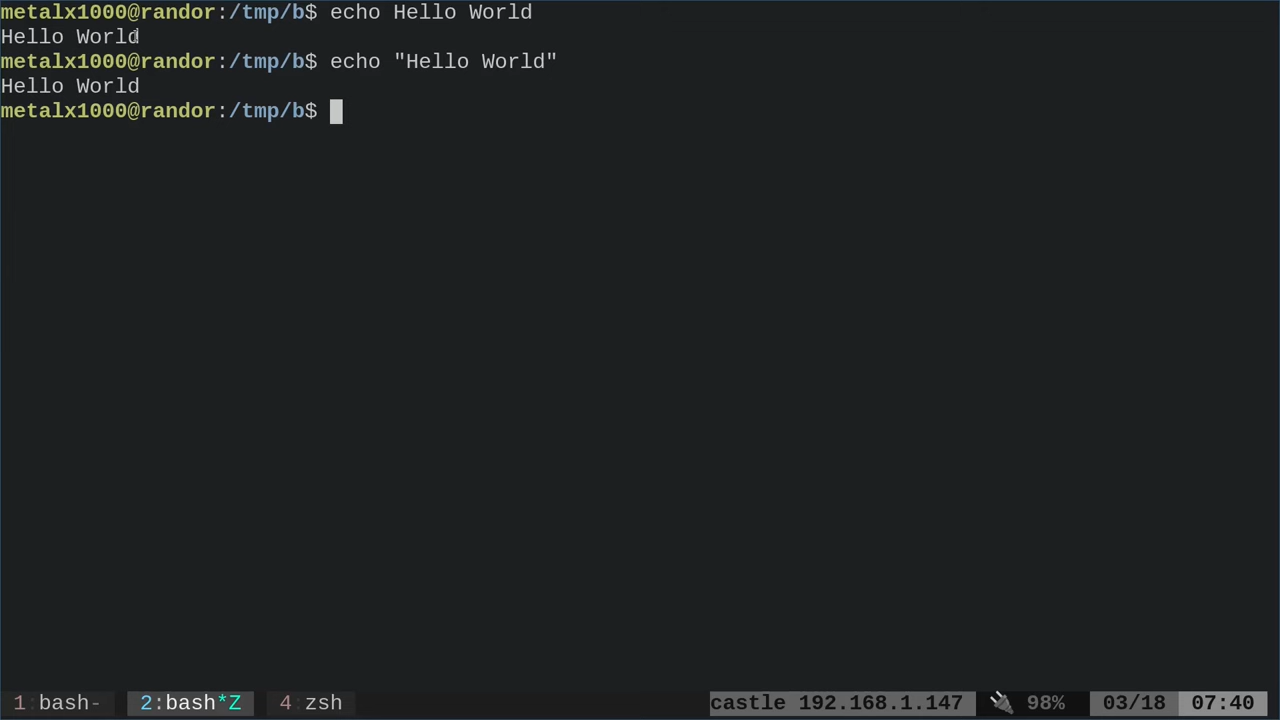 metalx1000@randor:/tmp/b$ echo Hello World
Hello World
metalx1000@randor:/tmp/b$ echo "Hello World"
Hello World
metalx1000@randor:/tmp/b$
1:bash- 2:bash*Z 4:zsh castle 192.168.1.147 🔌 98% 03/18 07:40